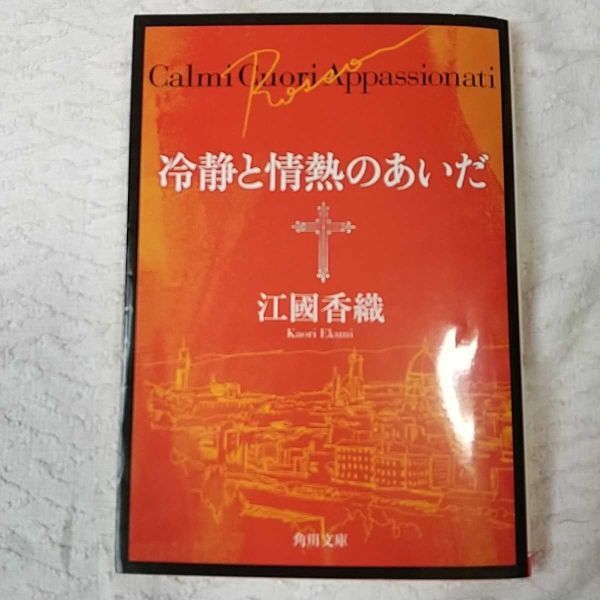 Calmi Cuori Appassionati
Rosso
冷静と情熱のあいだ
江國香織
Kaori Ekuni
角川文庫